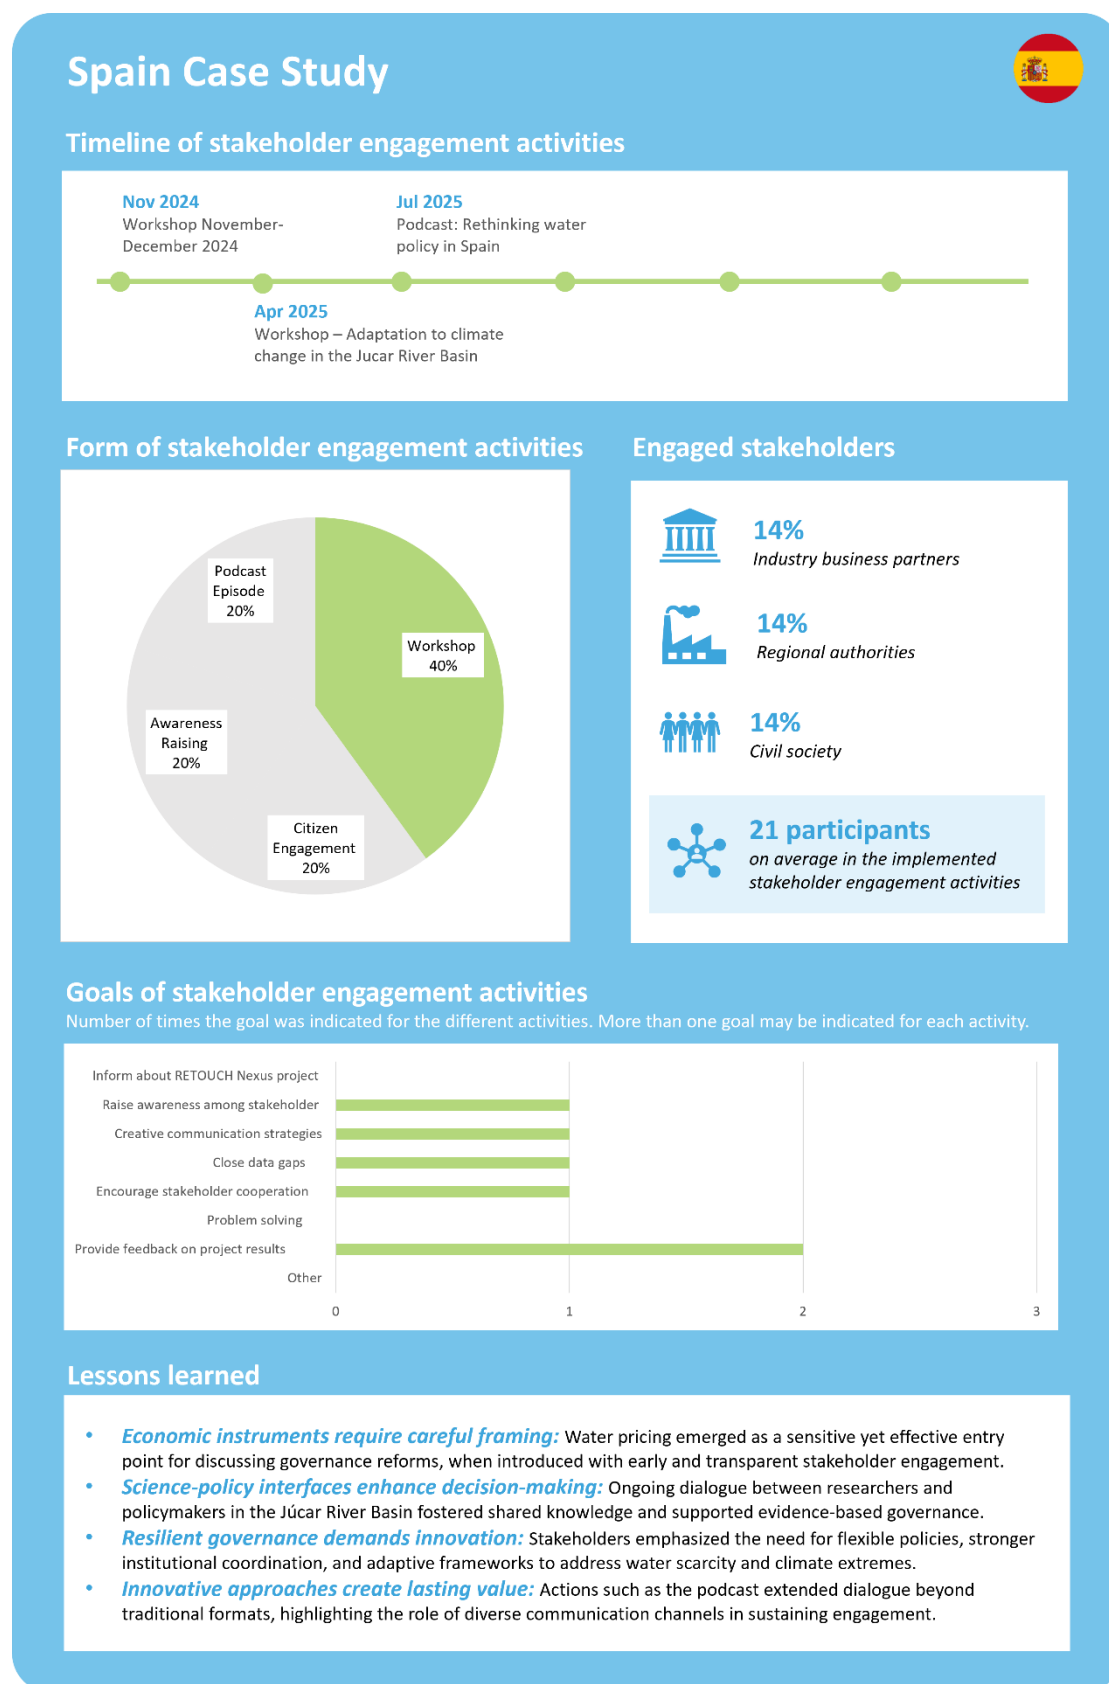 Spain Case Study
Timeline of stakeholder engagement activities
Nov 2024
Workshop November-
December 2024
Jul 2025
Podcast: Rethinking water
policy in Spain
Apr 2025
Workshop – Adaptation to climate
change in the Jucar River Basin
Form of stakeholder engagement activities
Podcast
Episode
20%
Workshop
40%
Awareness
Raising
20%
Citizen
Engagement
20%
Engaged stakeholders
14%
Industry business partners
14%
Regional authorities
14%
Civil society
21 participants
on average in the implemented
stakeholder engagement activities
Goals of stakeholder engagement activities
Number of times the goal was indicated for the different activities. More than one goal may be indicated for each activity.
Inform about RETOUCH Nexus project
Raise awareness among stakeholder
Creative communication strategies
Close data gaps
Encourage stakeholder cooperation
Problem solving
Provide feedback on project results
Other
0 1 2 3
Lessons learned
• Economic instruments require careful framing: Water pricing emerged as a sensitive yet effective entry
point for discussing governance reforms, when introduced with early and transparent stakeholder engagement.
• Science-policy interfaces enhance decision-making: Ongoing dialogue between researchers and
policymakers in the Júcar River Basin fostered shared knowledge and supported evidence-based governance.
• Resilient governance demands innovation: Stakeholders emphasized the need for flexible policies, stronger
institutional coordination, and adaptive frameworks to address water scarcity and climate extremes.
• Innovative approaches create lasting value: Actions such as the podcast extended dialogue beyond
traditional formats, highlighting the role of diverse communication channels in sustaining engagement.